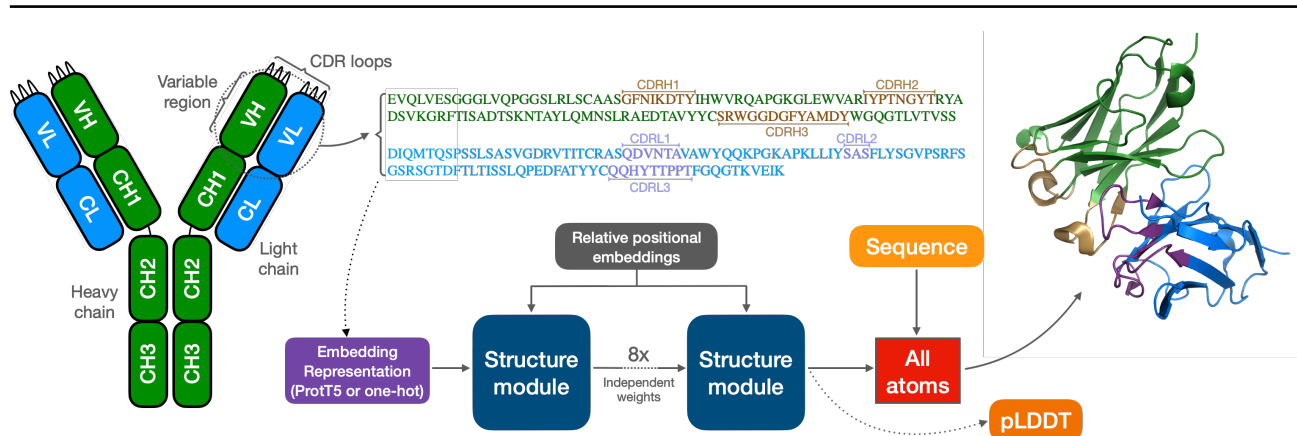 CDR loops
Variable
region
VH
VL
CH1
CL
VL
VH
CL
CH1
Light
chain
Heavy
chain
CH2
CH2
CH3
CH3
CDRH1
CDRH2
EVQLVESGGGLVQPGGSLRLSCAASGFNIKDTYIHWVRQAPGKGLEWVARIYPTNGYTRYA
DSVKGRFTISADTSKNTAYLQMNSLRAEDTAVYYCSRWGGDGFYAMDYWGQGTLVTVSS
CDRH3
CDRL1
CDRL2
DIQMTQSPSSLSASVGDRVTITCRASQDVNTAVAWYQQKPGKAPKLLIYSASFLYSGVPSRFS
GSRSGTDFTLTISSLQPEDFATYYCQQHYTTPPTFGQGTKVEIK
CDRL3
Relative positional
embeddings
Sequence
Embedding
Representation
(ProtT5 or one-hot)
Structure
module
8x
Independent
weights
Structure
module
All
atoms
pLDDT